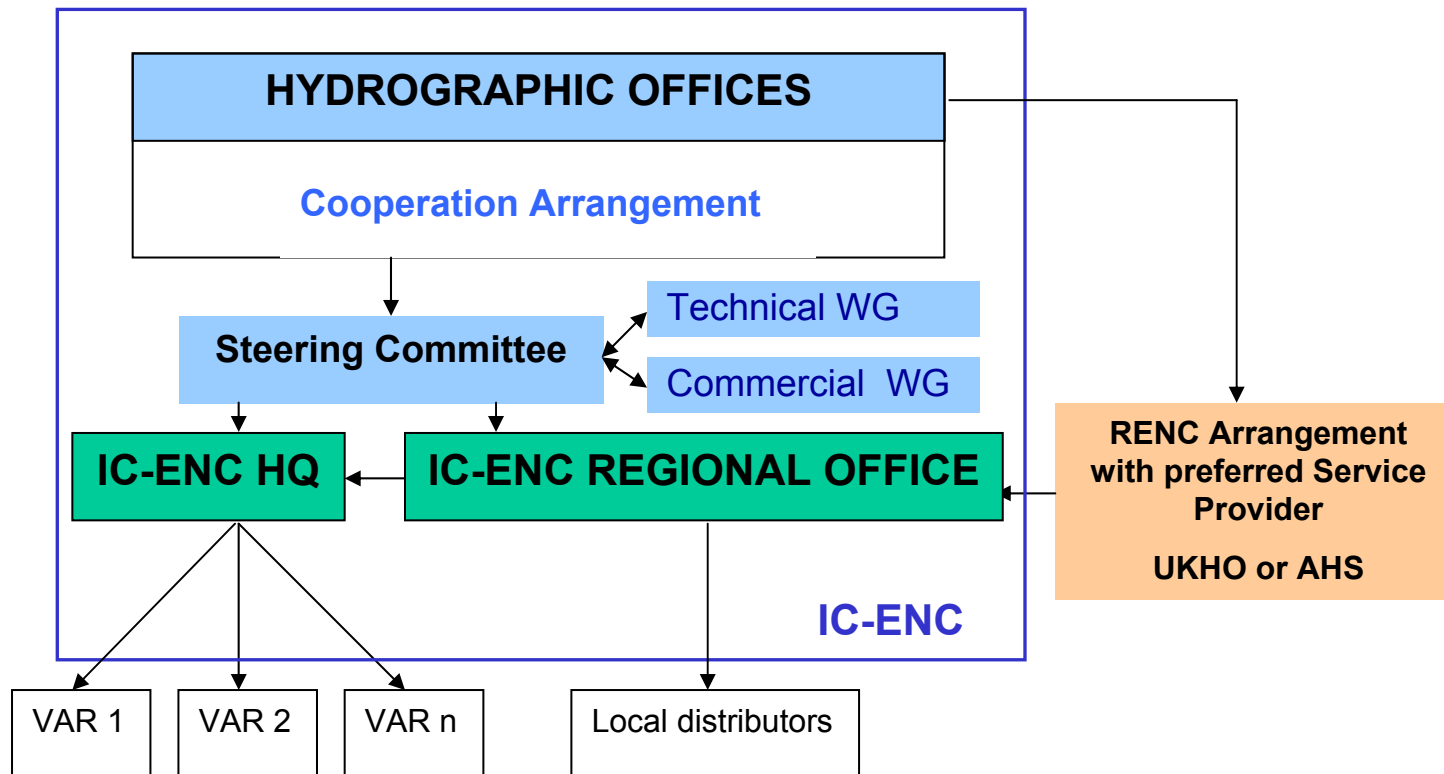 HYDROGRAPHIC OFFICES
Cooperation Arrangement
Steering Committee
Technical WG
Commercial WG
IC-ENC HQ
IC-ENC REGIONAL OFFICE
RENC Arrangement
with preferred Service
Provider
UKHO or AHS
IC-ENC
VAR 1
VAR 2
VAR n
Local distributors